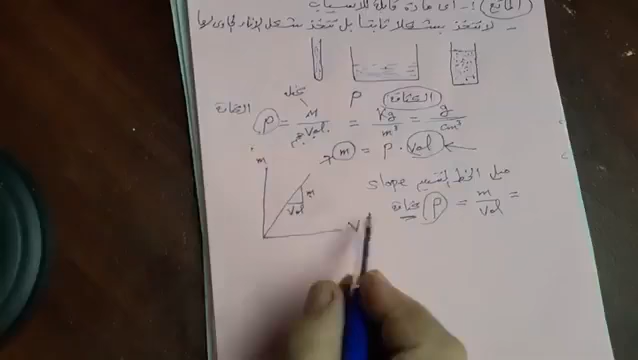 المائع :- أى مادة قابلة للانسياب
- لا تتخذ شكلا ثابتا بل تتخذ شكل الإناء الحاوى لها
ρ الكثافة
الكثافة ρ = m / Vol. = Kg / m³ = g / cm³
كتلة
حجم
m = ρ . Vol
m
m
Vol
V
ميل الخط المستقيم slope
كثافة ρ = m / Vol =